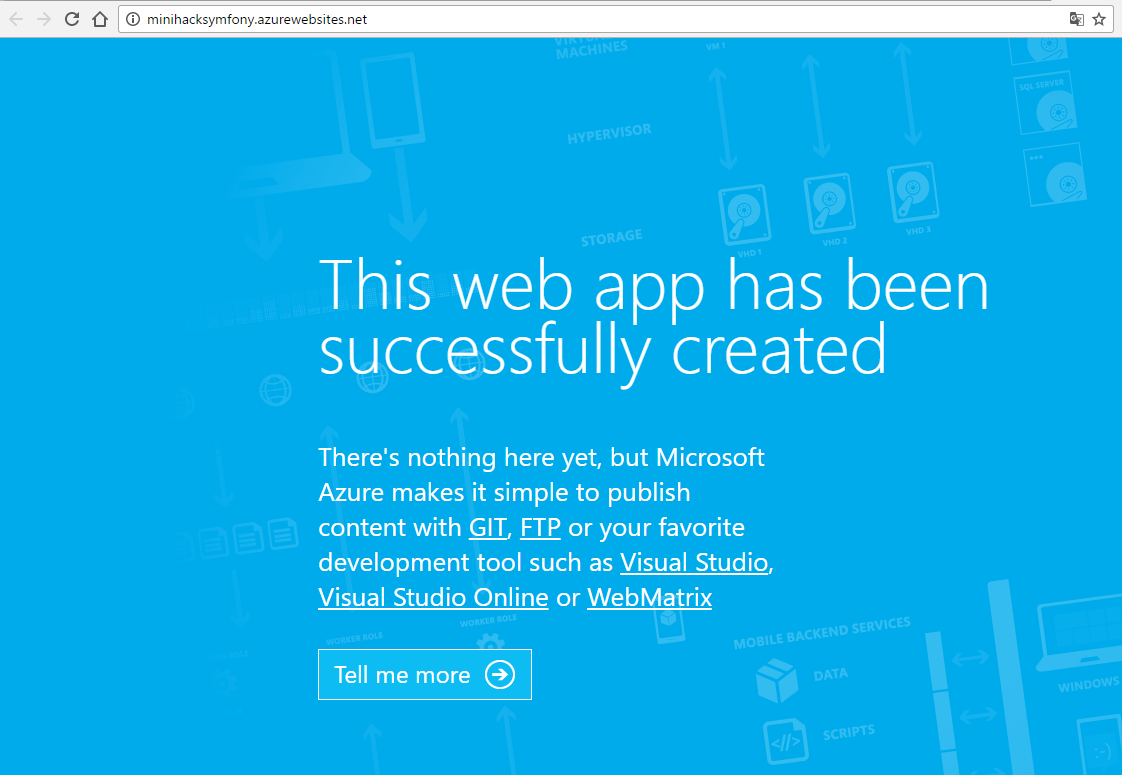 minihacksymfony.azurewebsites.net
VIRTUAL
MACHINES
VM 1
SQL SERVER
HYPERVISOR
STORAGE
VHD 1
VHD 2
VHD 3
This web app has been
successfully created
There's nothing here yet, but Microsoft
Azure makes it simple to publish
content with GIT, FTP or your favorite
development tool such as Visual Studio,
Visual Studio Online or WebMatrix
WORKER ROLE
WORKER ROLE
MOBILE BACKEND SERVICES
Tell me more
DATA
WINDOWS
SCRIPTS